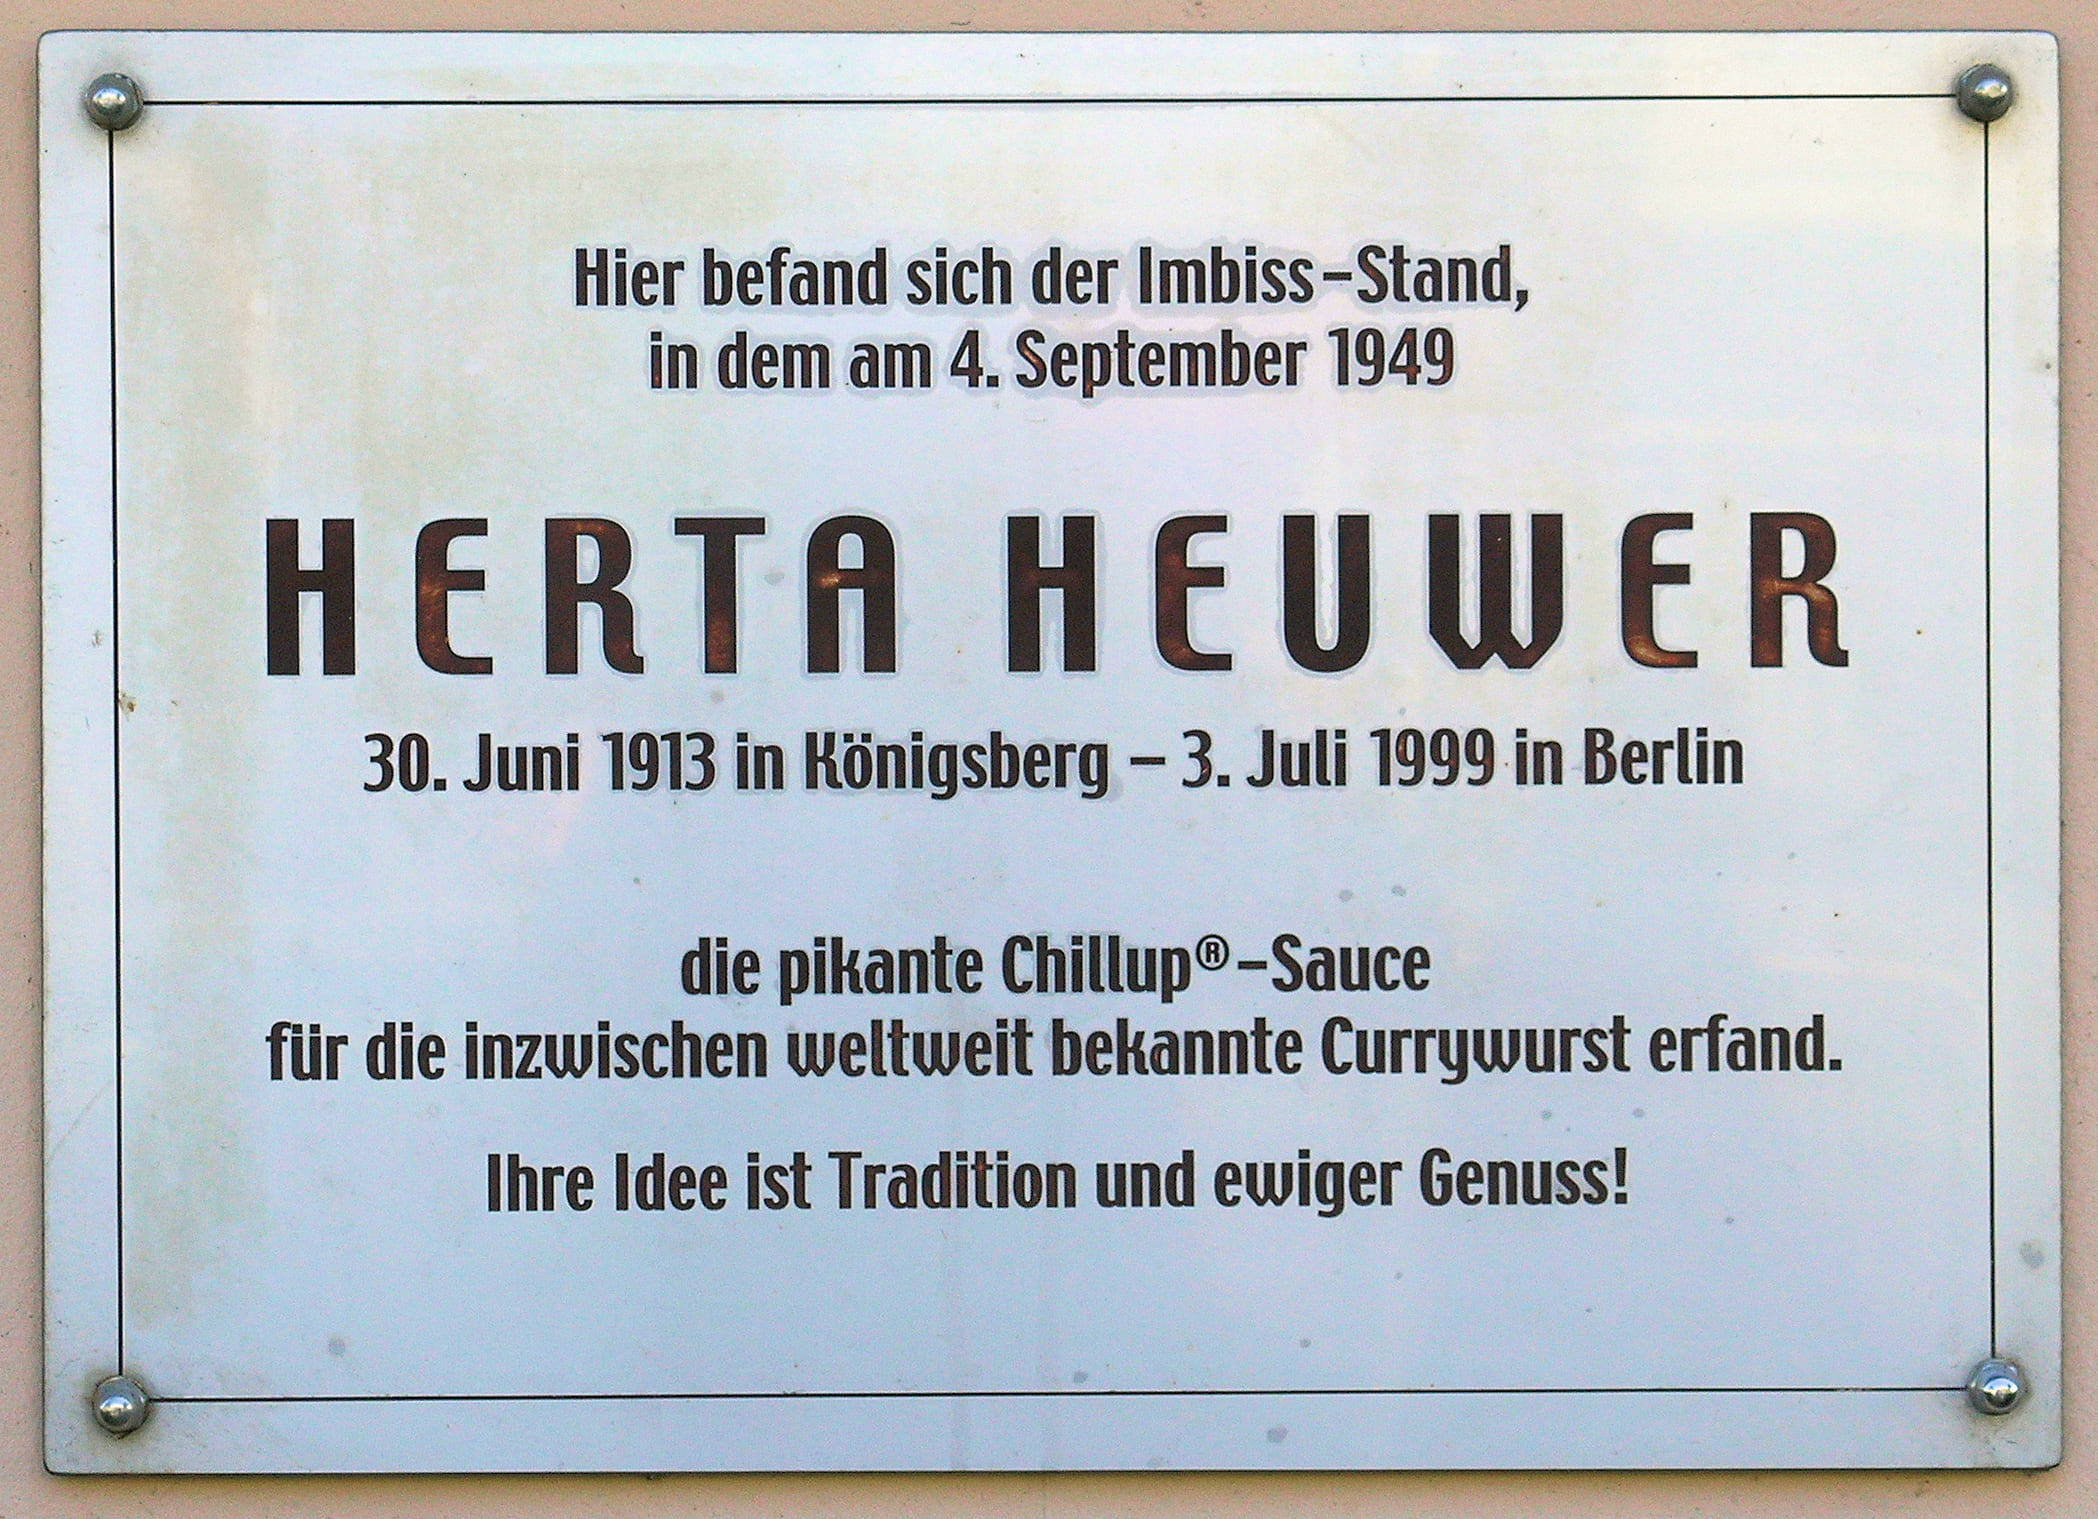 Hier befand sich der Imbiss-Stand,
in dem am 4. September 1949
HERTA HEUWER
30. Juni 1913 in Königsberg – 3. Juli 1999 in Berlin
die pikante Chillup®-Sauce
für die inzwischen weltweit bekannte Currywurst erfand.
Ihre Idee ist Tradition und ewiger Genuss!